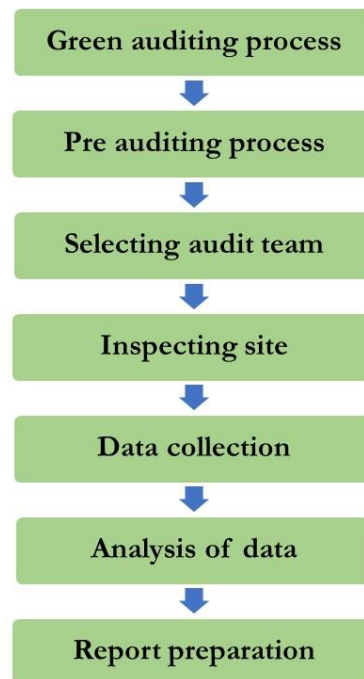 Green auditing process
Pre auditing process
Selecting audit team
Inspecting site
Data collection
Analysis of data
Report preparation